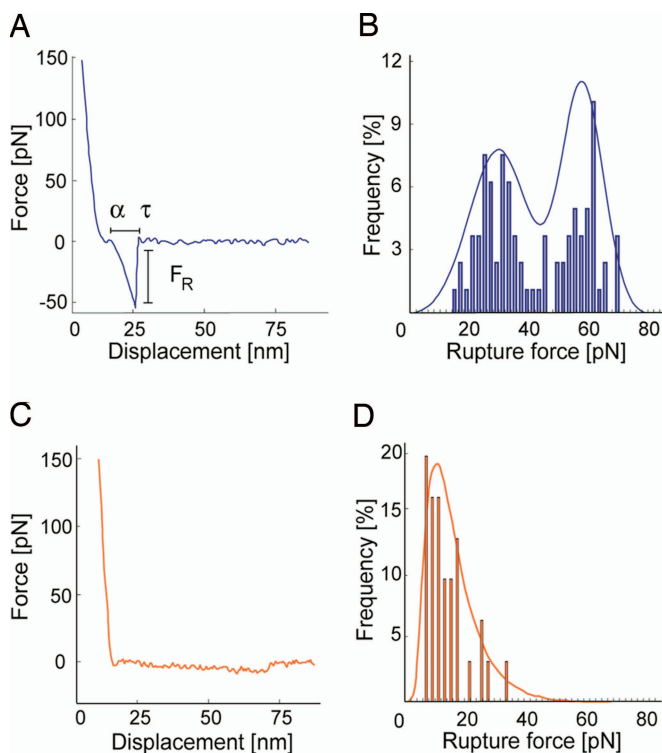 A
Force [pN]
150
100
50
0
-50
α τ
F_R
0 25 50 75
Displacement [nm]
B
Frequency [%]
12
9
6
3
0 20 40 60 80
Rupture force [pN]
C
Force [pN]
150
100
50
0
0 25 50 75
Displacement [nm]
D
Frequency [%]
20
15
10
5
0 20 40 60 80
Rupture force [pN]